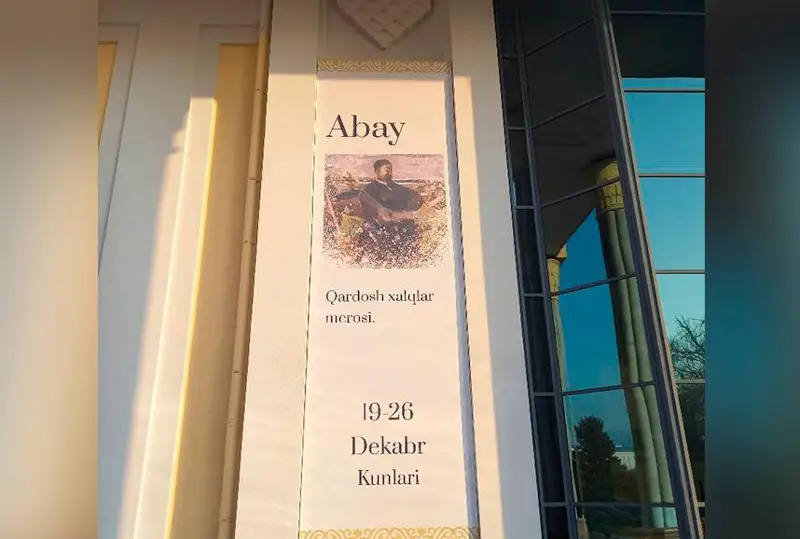 Abay
Qardosh xalqlar
merosi.
19-26
Dekabr
Kunlari